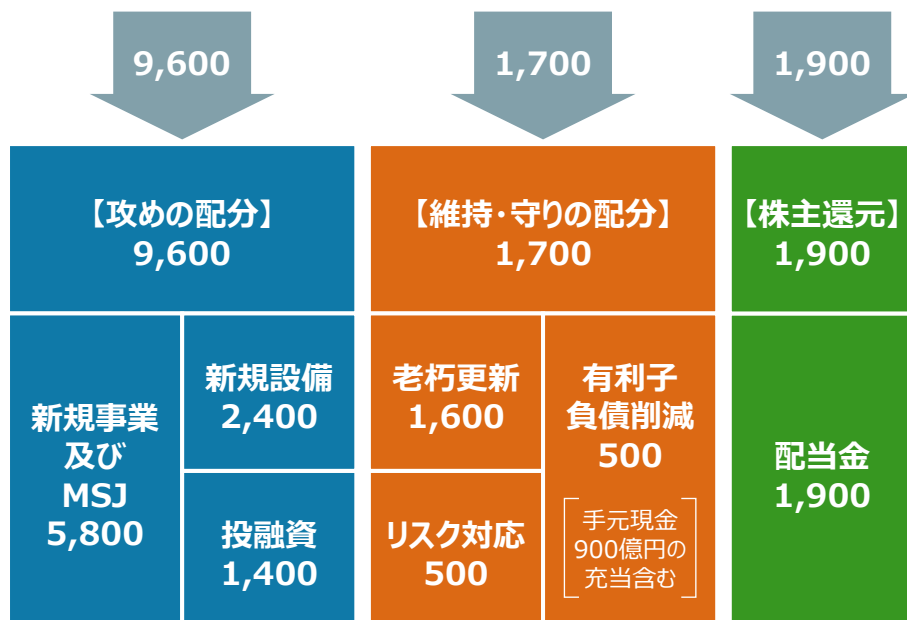 9,600
1,700
1,900
【攻めの配分】
9,600
【維持・守りの配分】
1,700
【株主還元】
1,900
新規事業
及び
MSJ
5,800
新規設備
2,400
投融資
1,400
老朽更新
1,600
リスク対応
500
有利子
負債削減
500
手元現金
900億円の
充当含む
配当金
1,900